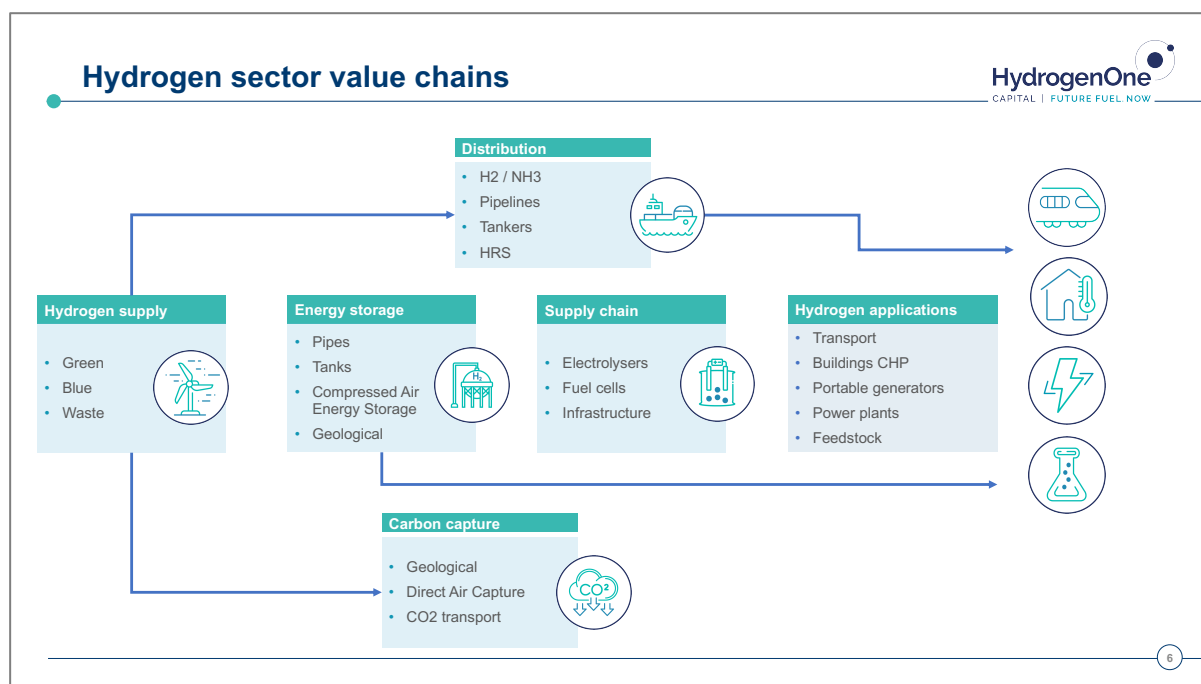 Hydrogen sector value chains
HydrogenOne
CAPITAL | FUTURE FUEL. NOW
Distribution
• H2 / NH3
• Pipelines
• Tankers
• HRS
Hydrogen supply
• Green
• Blue
• Waste
Energy storage
• Pipes
• Tanks
• Compressed Air
Energy Storage
• Geological
H2
Supply chain
• Electrolysers
• Fuel cells
• Infrastructure
Hydrogen applications
• Transport
• Buildings CHP
• Portable generators
• Power plants
• Feedstock
Carbon capture
• Geological
• Direct Air Capture
• CO2 transport
CO²
6